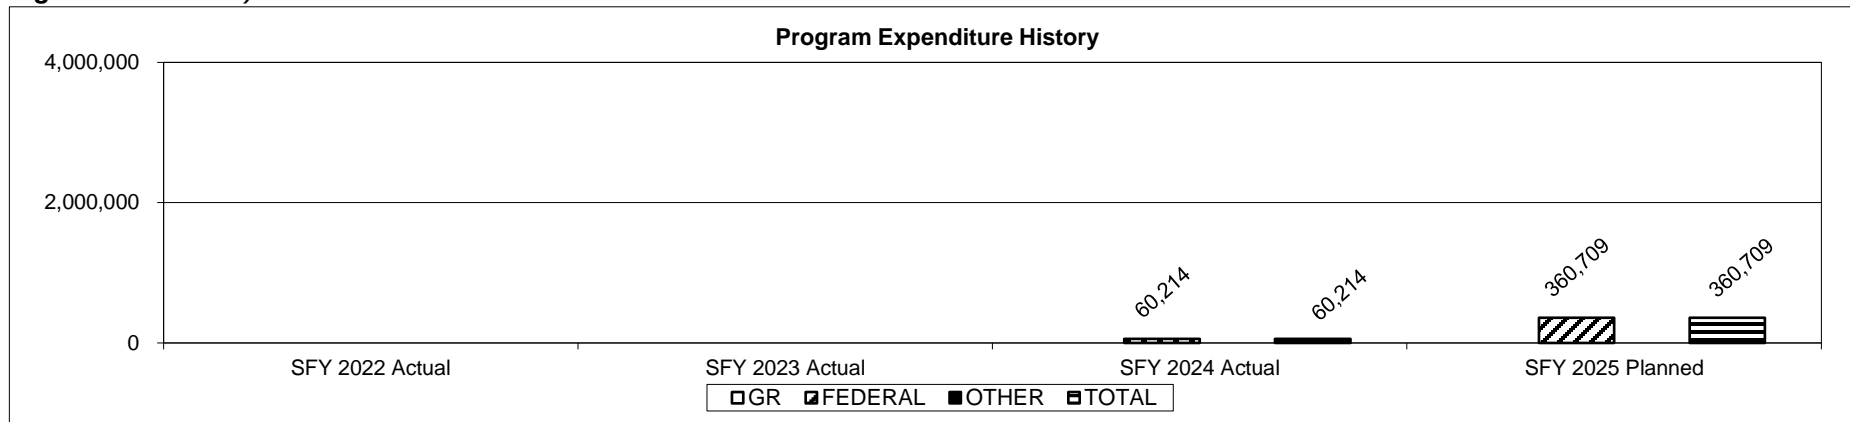 Program Expenditure History
4,000,000
2,000,000
0
60,214
60,214
360,709
360,709
SFY 2022 Actual
SFY 2023 Actual
SFY 2024 Actual
SFY 2025 Planned
GR FEDERAL OTHER TOTAL